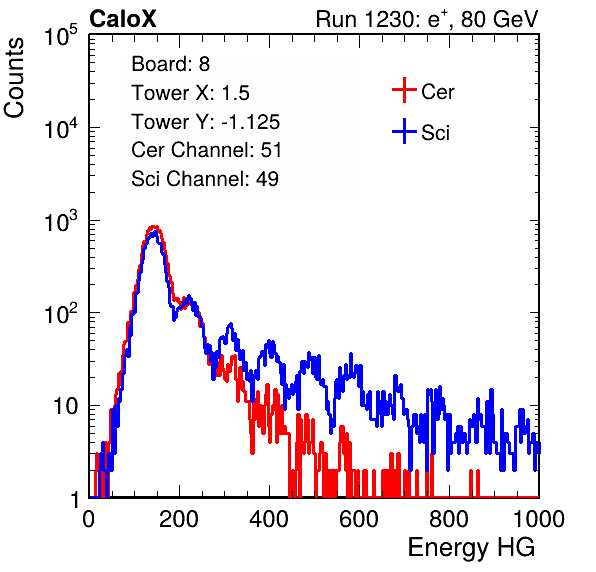 CaloX Run 1230: e⁺, 80 GeV
Counts
10⁵
10⁴
10³
10²
10
1
Board: 8
Tower X: 1.5
Tower Y: -1.125
Cer Channel: 51
Sci Channel: 49
Cer
Sci
0 200 400 600 800 1000
Energy HG